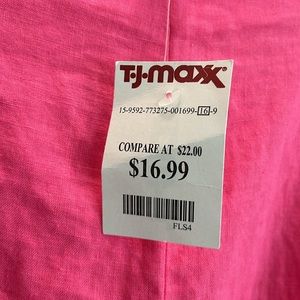 T·J·maxx
15-9592-773275-001699-16-9
COMPARE AT $22.00
$16.99
FLS4